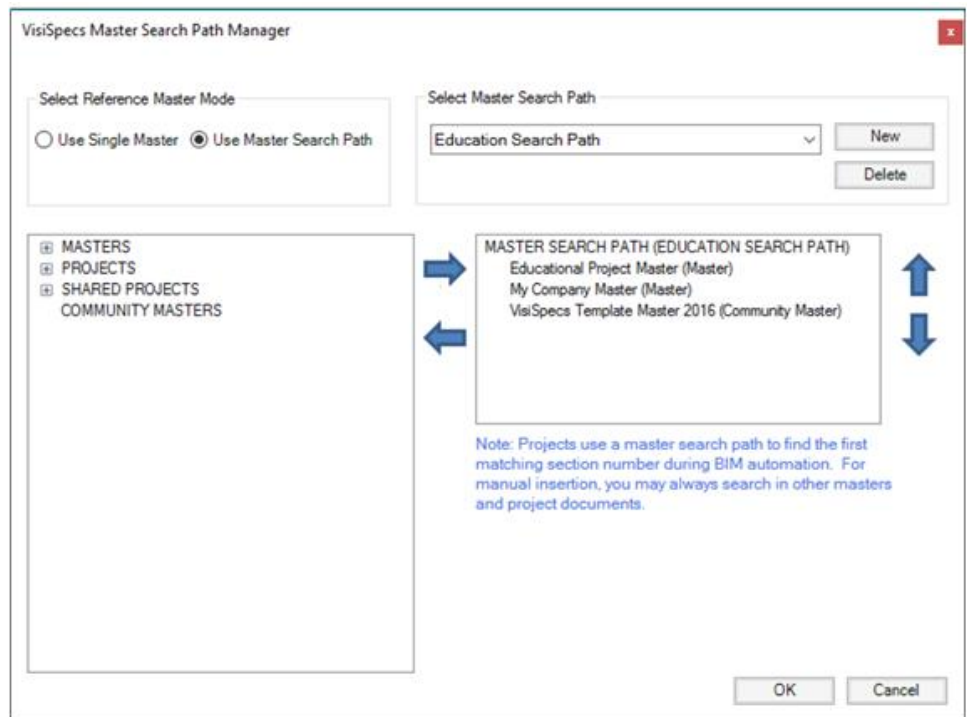 VisiSpecs Master Search Path Manager
x
Select Reference Master Mode
Use Single Master
Use Master Search Path
Select Master Search Path
Education Search Path
New
Delete
MASTERS
PROJECTS
SHARED PROJECTS
COMMUNITY MASTERS
MASTER SEARCH PATH (EDUCATION SEARCH PATH)
Educational Project Master (Master)
My Company Master (Master)
VisiSpecs Template Master 2016 (Community Master)
Note: Projects use a master search path to find the first
matching section number during BIM automation. For
manual insertion, you may always search in other masters
and project documents.
OK
Cancel